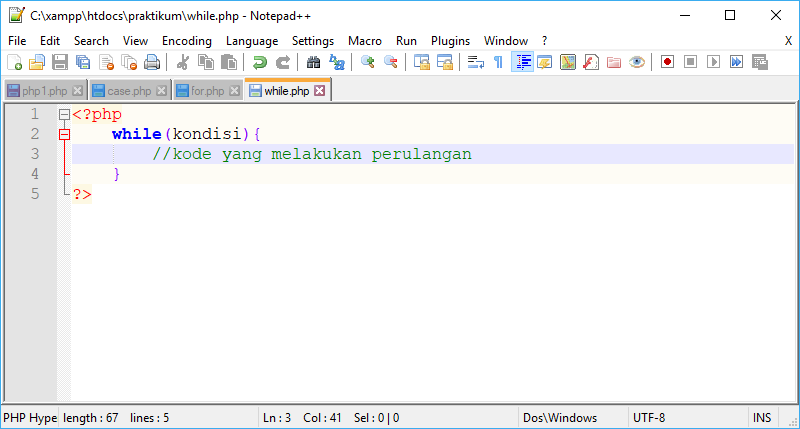 C:\xampp\htdocs\praktikum\while.php - Notepad++
File Edit Search View Encoding Language Settings Macro Run Plugins Window ? X
php1.php case.php for.php while.php
1 <?php
2 while(kondisi){
3 //kode yang melakukan perulangan
4 }
5 ?>
PHP Hype length : 67 lines : 5 Ln : 3 Col : 41 Sel : 0 | 0 Dos\Windows UTF-8 INS